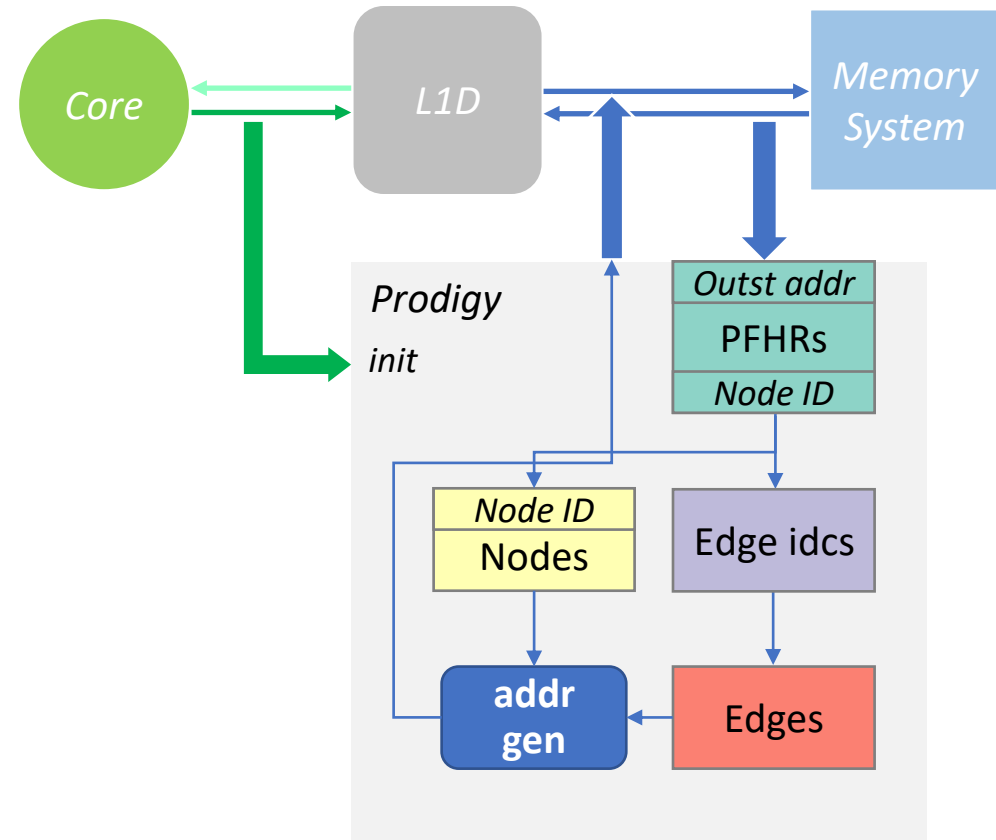 Core
L1D
Memory
System
Prodigy
init
Outst addr
PFHRs
Node ID
Node ID
Nodes
Edge idcs
addr
gen
Edges